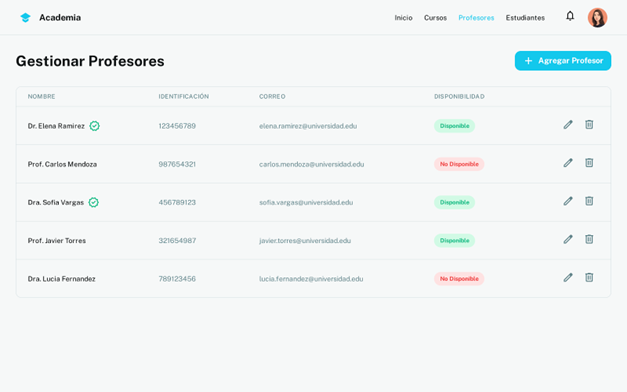 Academia
Inicio Cursos Profesores Estudiantes
Gestionar Profesores
Agregar Profesor
NOMBRE IDENTIFICACIÓN CORREO DISPONIBILIDAD
Dr. Elena Ramirez 123456789 elena.ramirez@universidad.edu Disponible
Prof. Carlos Mendoza 987654321 carlos.mendoza@universidad.edu No Disponible
Dra. Sofia Vargas 456789123 sofia.vargas@universidad.edu Disponible
Prof. Javier Torres 321654987 javier.torres@universidad.edu Disponible
Dra. Lucia Fernandez 789123456 lucia.fernandez@universidad.edu No Disponible